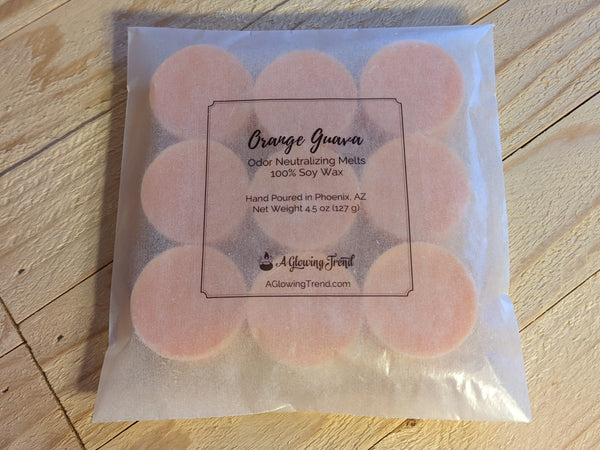 Orange Guava
Odor Neutralizing Melts
100% Soy Wax
Hand Poured in Phoenix, AZ
Net Weight 4.5 oz (127 g)
A Glowing Trend
AGlowingTrend.com